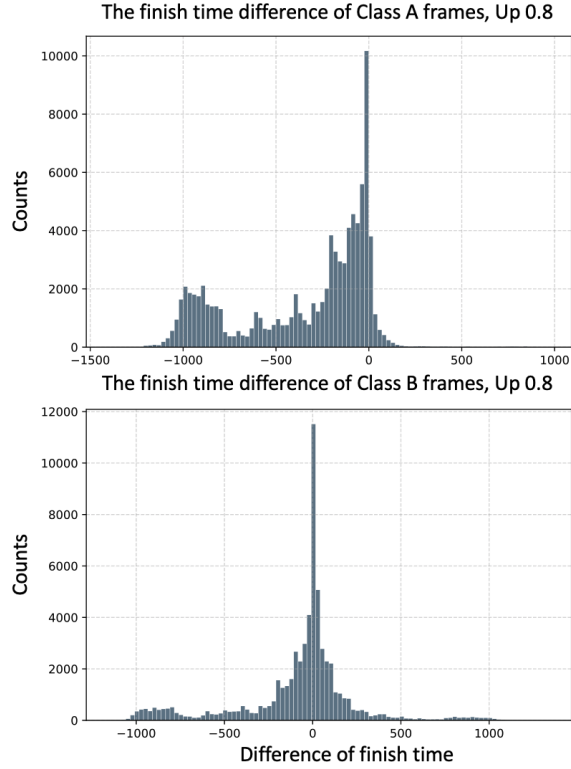 The finish time difference of Class A frames, Up 0.8
10000
8000
6000
4000
2000
0
Counts
−1500 −1000 −500 0 500 1000
The finish time difference of Class B frames, Up 0.8
12000
10000
8000
6000
4000
2000
0
Counts
−1000 −500 0 500 1000
Difference of finish time